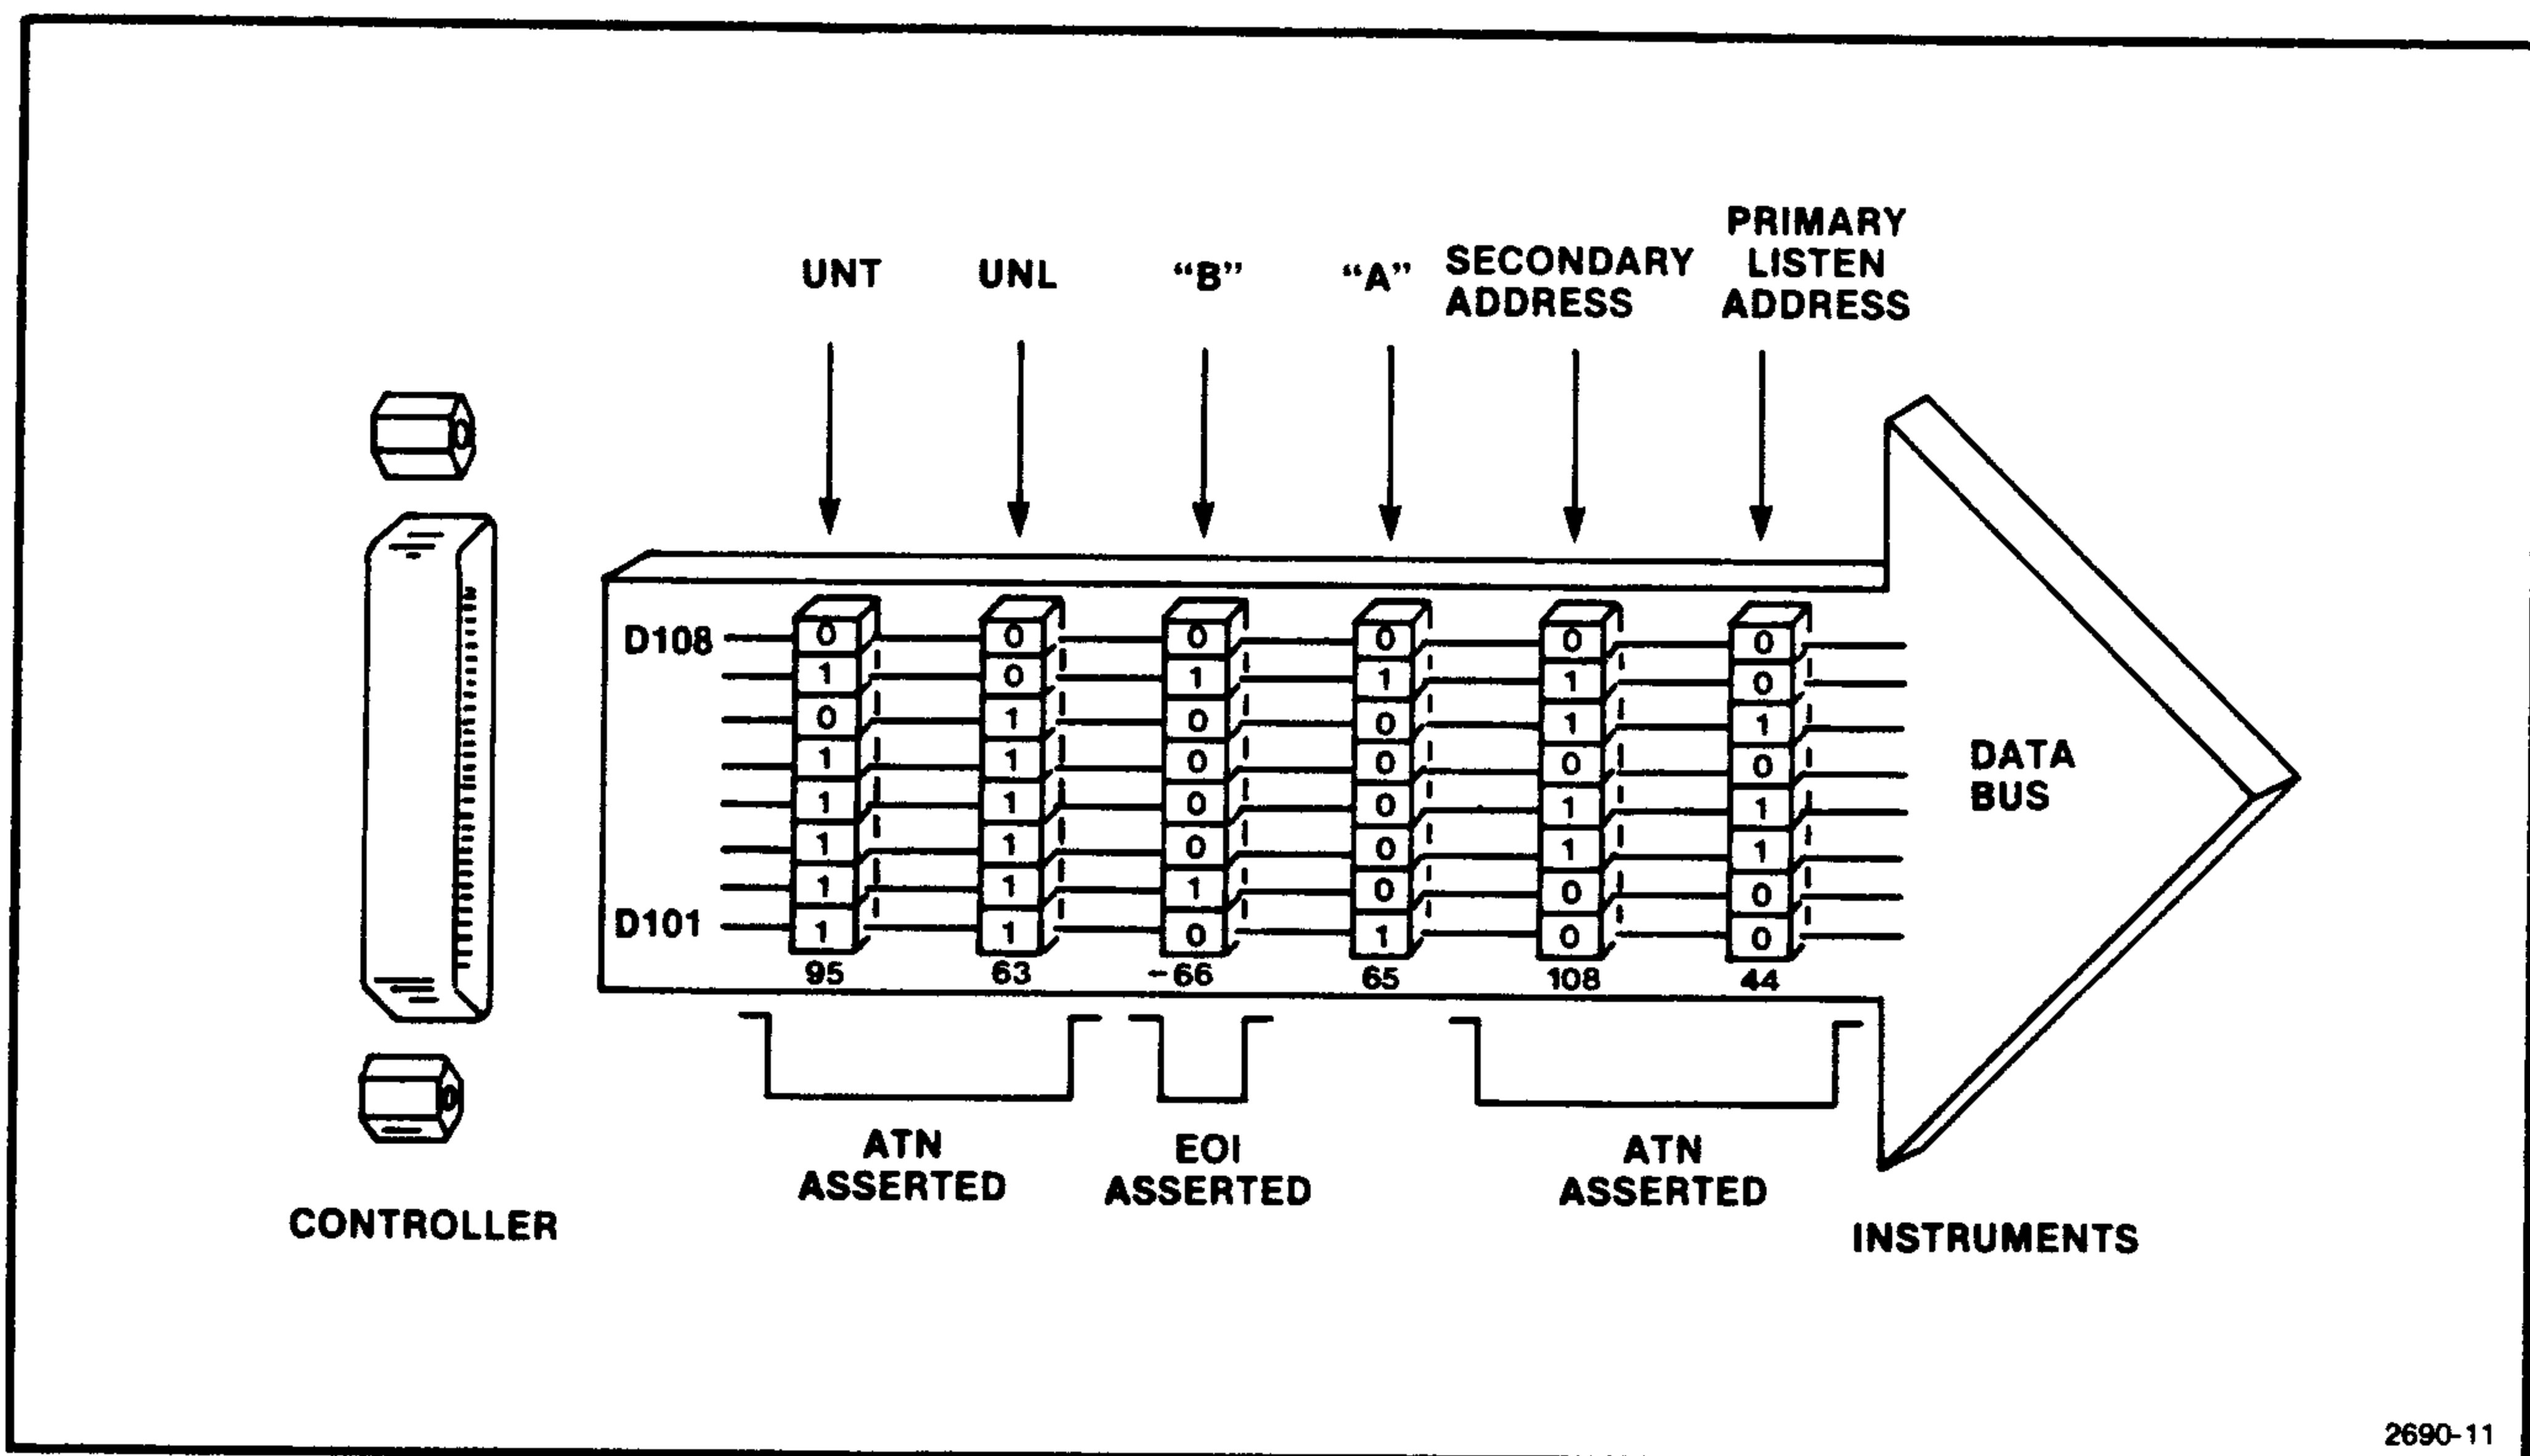 UNT
UNL
“B”
“A”
SECONDARY
ADDRESS
PRIMARY
LISTEN
ADDRESS
D108 0 0 0 0 0 0
1 0 1 1 1 0
0 1 0 0 1 1
1 1 0 0 0 0
1 1 0 0 1 1
1 1 0 0 1 1
1 1 1 0 0 0
D101 1 1 0 1 0 0
95 63 -66 65 108 44
DATA
BUS
ATN
ASSERTED
EOI
ASSERTED
ATN
ASSERTED
CONTROLLER
INSTRUMENTS
2690-11